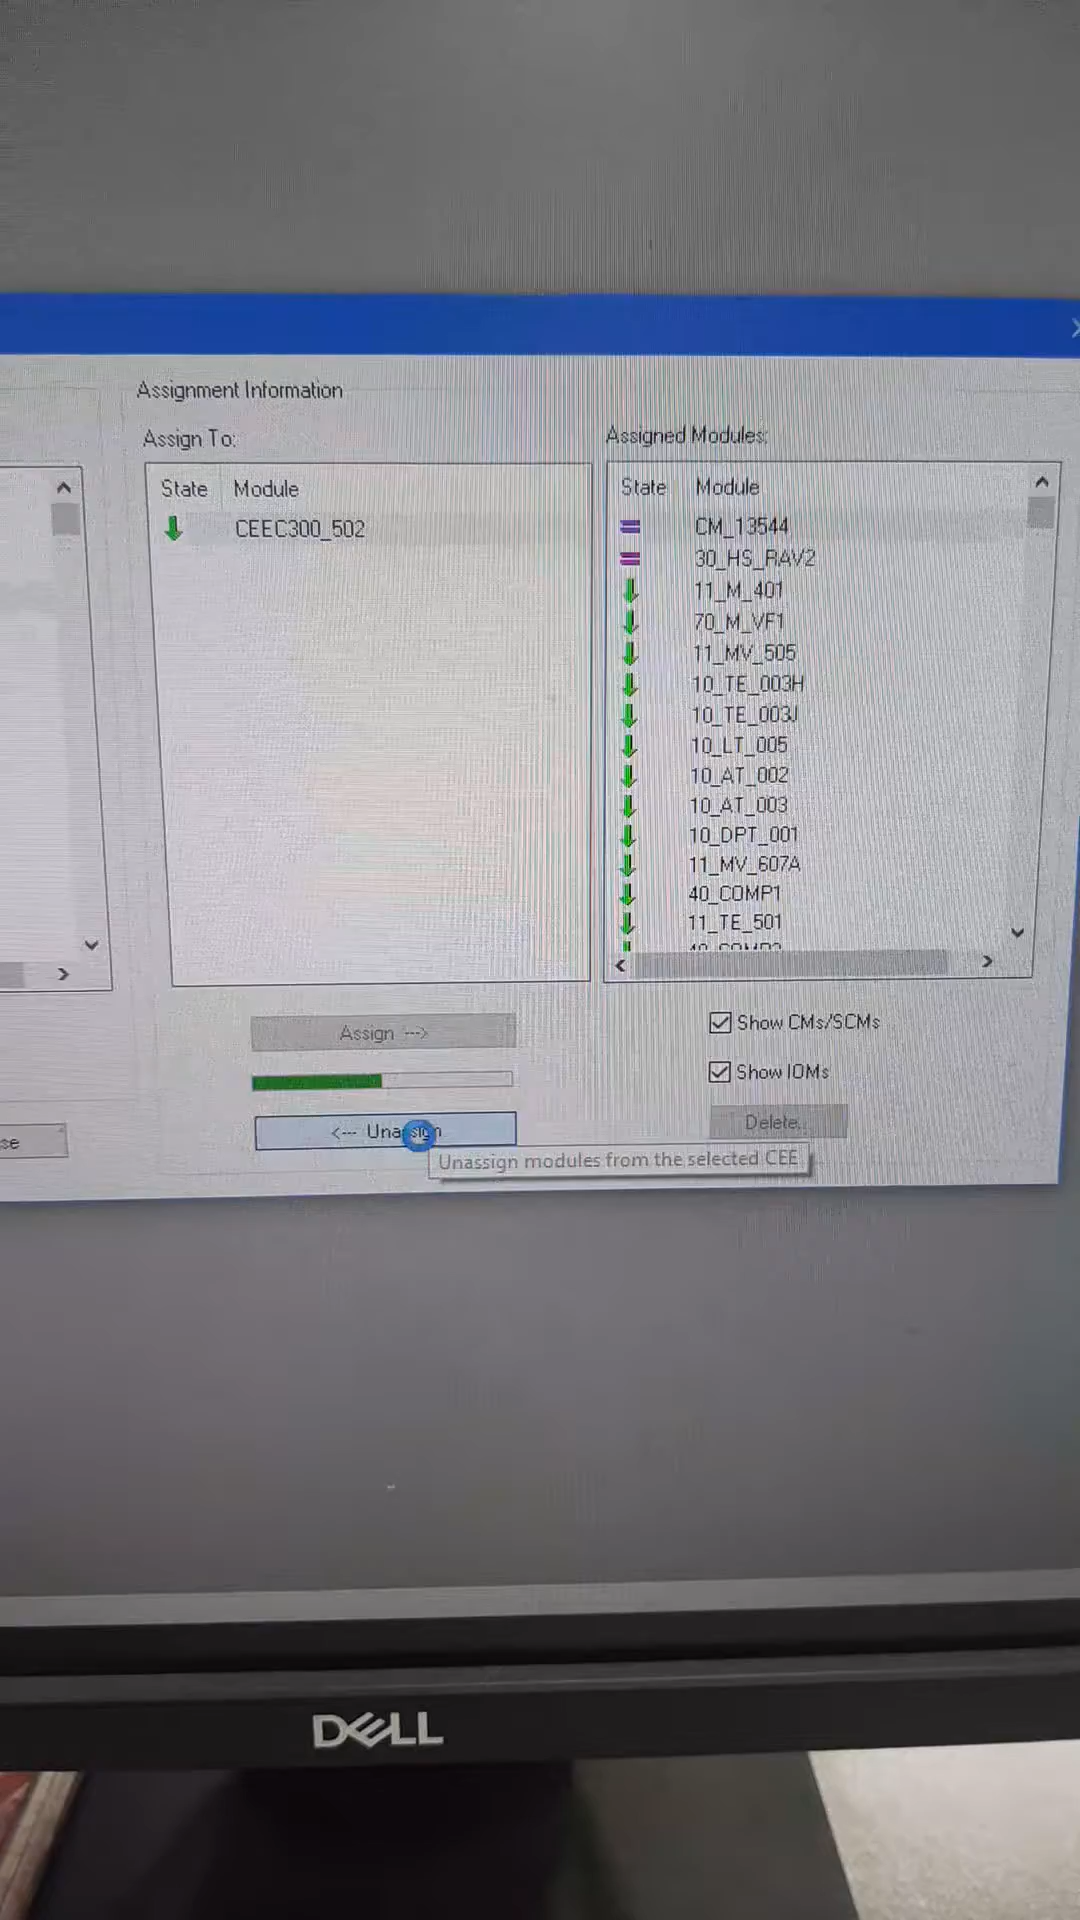 Assignment Information
Assign To:
State Module
CEEC300_502
Assigned Modules:
State Module
CM_13544
30_HS_RAV2
11_M_401
70_M_VF1
11_MV_505
10_TE_003H
10_TE_003J
10_LT_005
10_AT_002
10_AT_003
10_DPT_001
11_MV_607A
40_COMP1
11_TE_501
Assign --->
Show CMs/SCMs
Show IOMs
<--- Unassign
Delete...
se
Unassign modules from the selected CEE
DELL